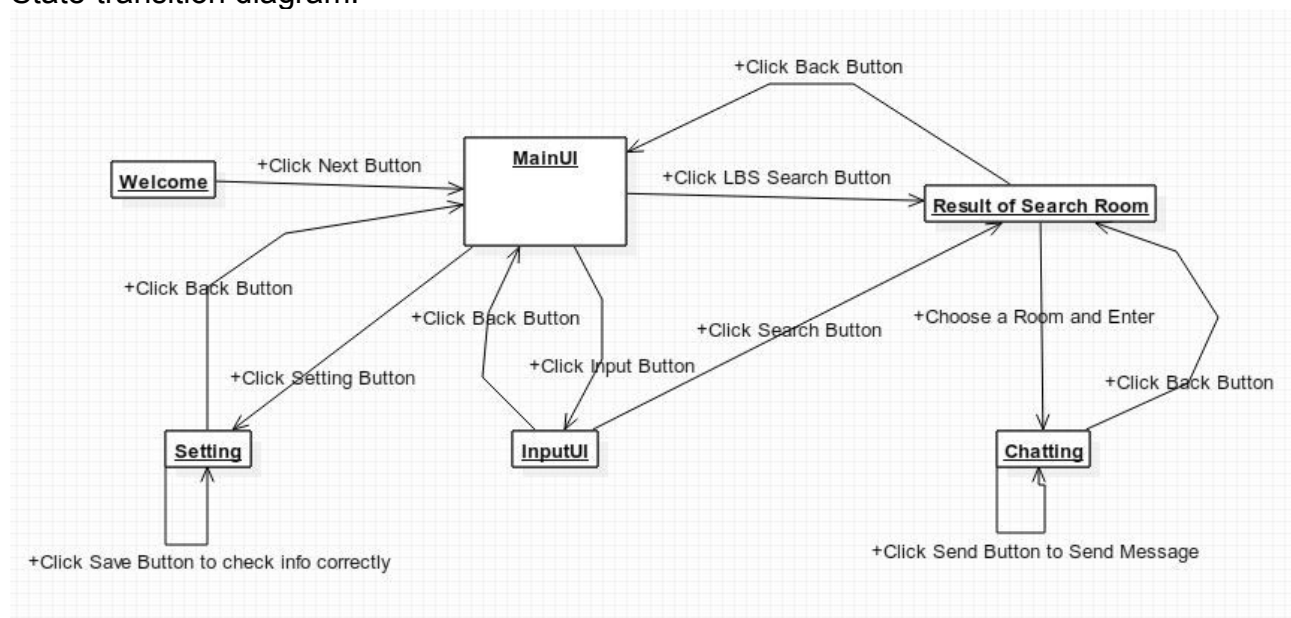 State transition diagram:
+Click Back Button
MainUI
+Click Next Button
Welcome
+Click LBS Search Button
Result of Search Room
+Click Back Button
+Click Back Button
+Choose a Room and Enter
+Click Search Button
+Click Input Button
+Click Setting Button
+Click Back Button
Setting
InputUI
Chatting
+Click Send Button to Send Message
+Click Save Button to check info correctly